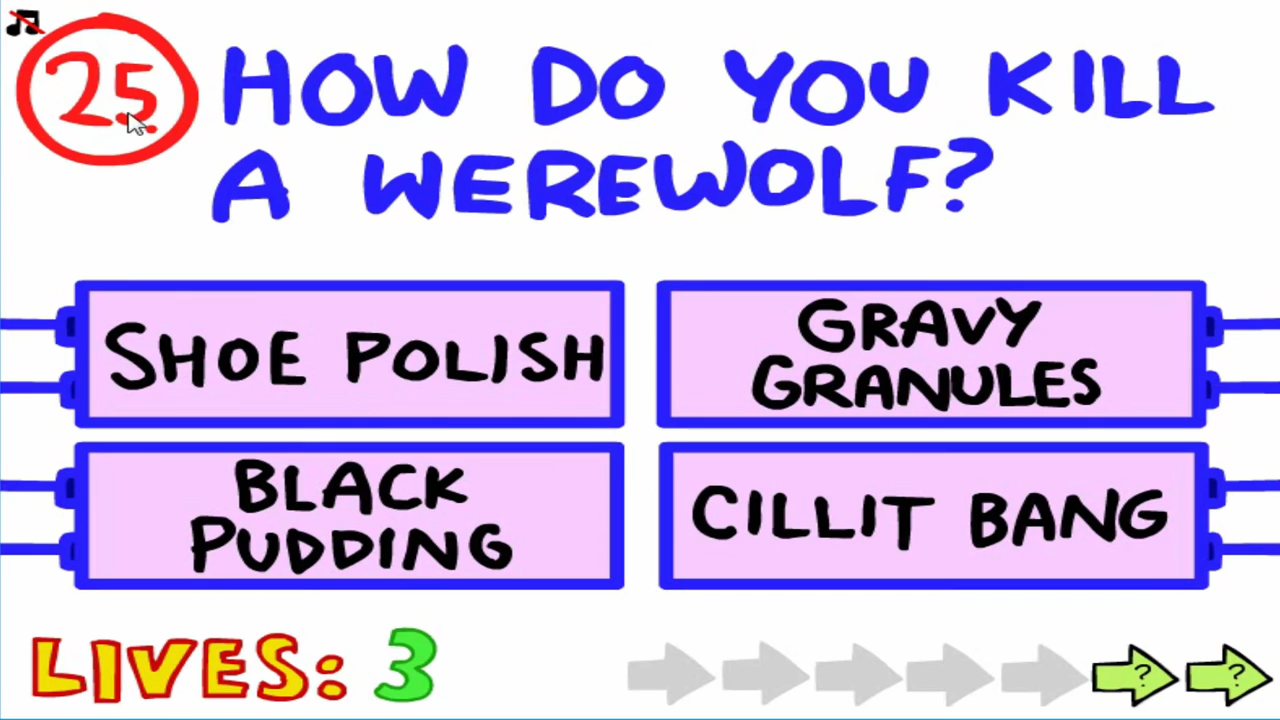 25
HOW DO YOU KILL
A WEREWOLF?
SHOE POLISH
GRAVY
GRANULES
BLACK
PUDDING
CILLIT BANG
LIVES: 3
? ?